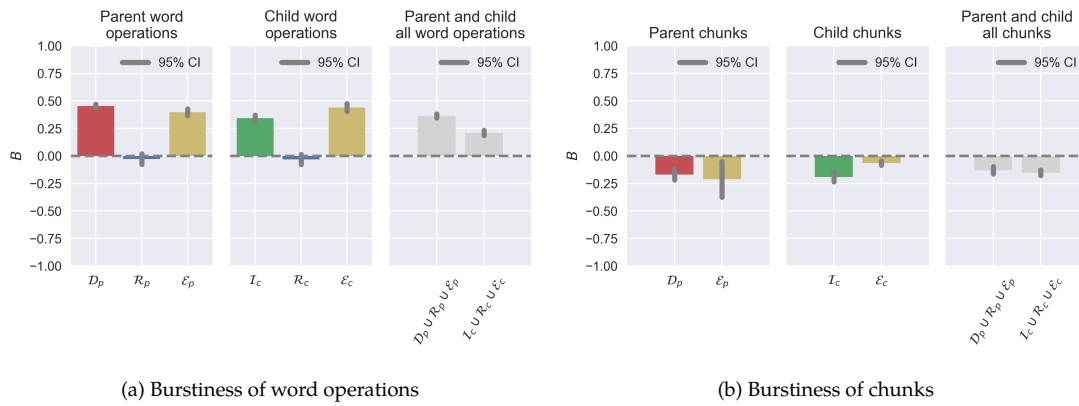 Parent word
operations
Child word
operations
Parent and child
all word operations
1.00
0.75
0.50
0.25
0.00
−0.25
−0.50
−0.75
−1.00
B
95% CI
95% CI
95% CI
𝒟p
ℛp
ℰp
ℐc
ℛc
ℰc
𝒟p ∪ ℛp ∪ ℰp
ℐc ∪ ℛc ∪ ℰc
(a) Burstiness of word operations
Parent chunks
Child chunks
Parent and child
all chunks
1.00
0.75
0.50
0.25
0.00
−0.25
−0.50
−0.75
−1.00
B
95% CI
95% CI
95% CI
𝒟p
ℰp
ℐc
ℰc
𝒟p ∪ ℛp ∪ ℰp
ℐc ∪ ℛc ∪ ℰc
(b) Burstiness of chunks